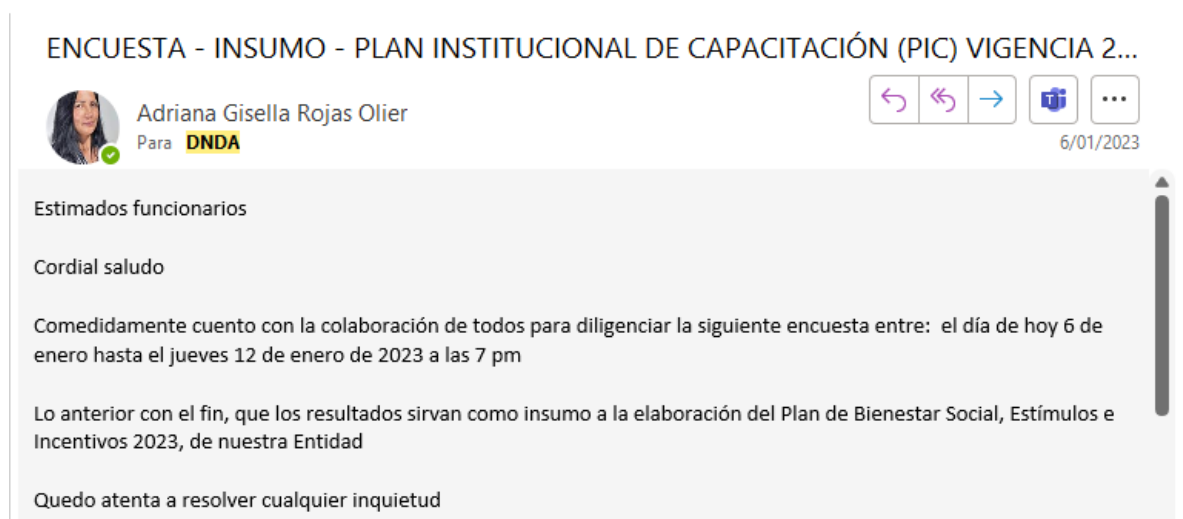 ENCUESTA - INSUMO - PLAN INSTITUCIONAL DE CAPACITACIÓN (PIC) VIGENCIA 2...
Adriana Gisella Rojas Olier
Para DNDA
6/01/2023
Estimados funcionarios
Cordial saludo
Comedidamente cuento con la colaboración de todos para diligenciar la siguiente encuesta entre:  el día de hoy 6 de
enero hasta el jueves 12 de enero de 2023 a las 7 pm
Lo anterior con el fin, que los resultados sirvan como insumo a la elaboración del Plan de Bienestar Social, Estímulos e
Incentivos 2023, de nuestra Entidad
Quedo atenta a resolver cualquier inquietud